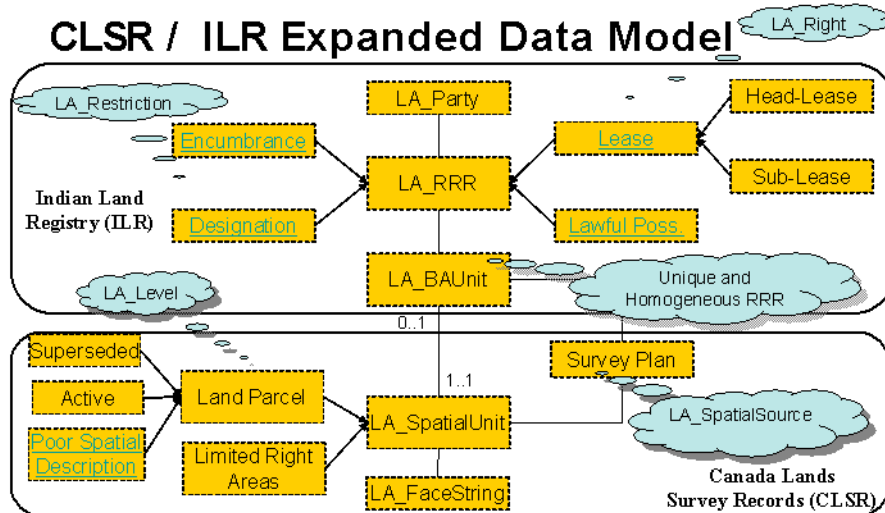 CLSR / ILR Expanded Data Model
LA_Right
LA_Restriction
LA_Party
Head-Lease
Encumbrance
Lease
LA_RRR
Sub-Lease
Indian Land
Registry (ILR)
Designation
Lawful Poss.
LA_BAUnit
LA_Level
Unique and
Homogeneous RRR
0..1
Superseded
Survey Plan
1..1
Active
Land Parcel
LA_SpatialUnit
LA_SpatialSource
Poor Spatial
Description
Limited Right
Areas
LA_FaceString
Canada Lands
Survey Records (CLSR)